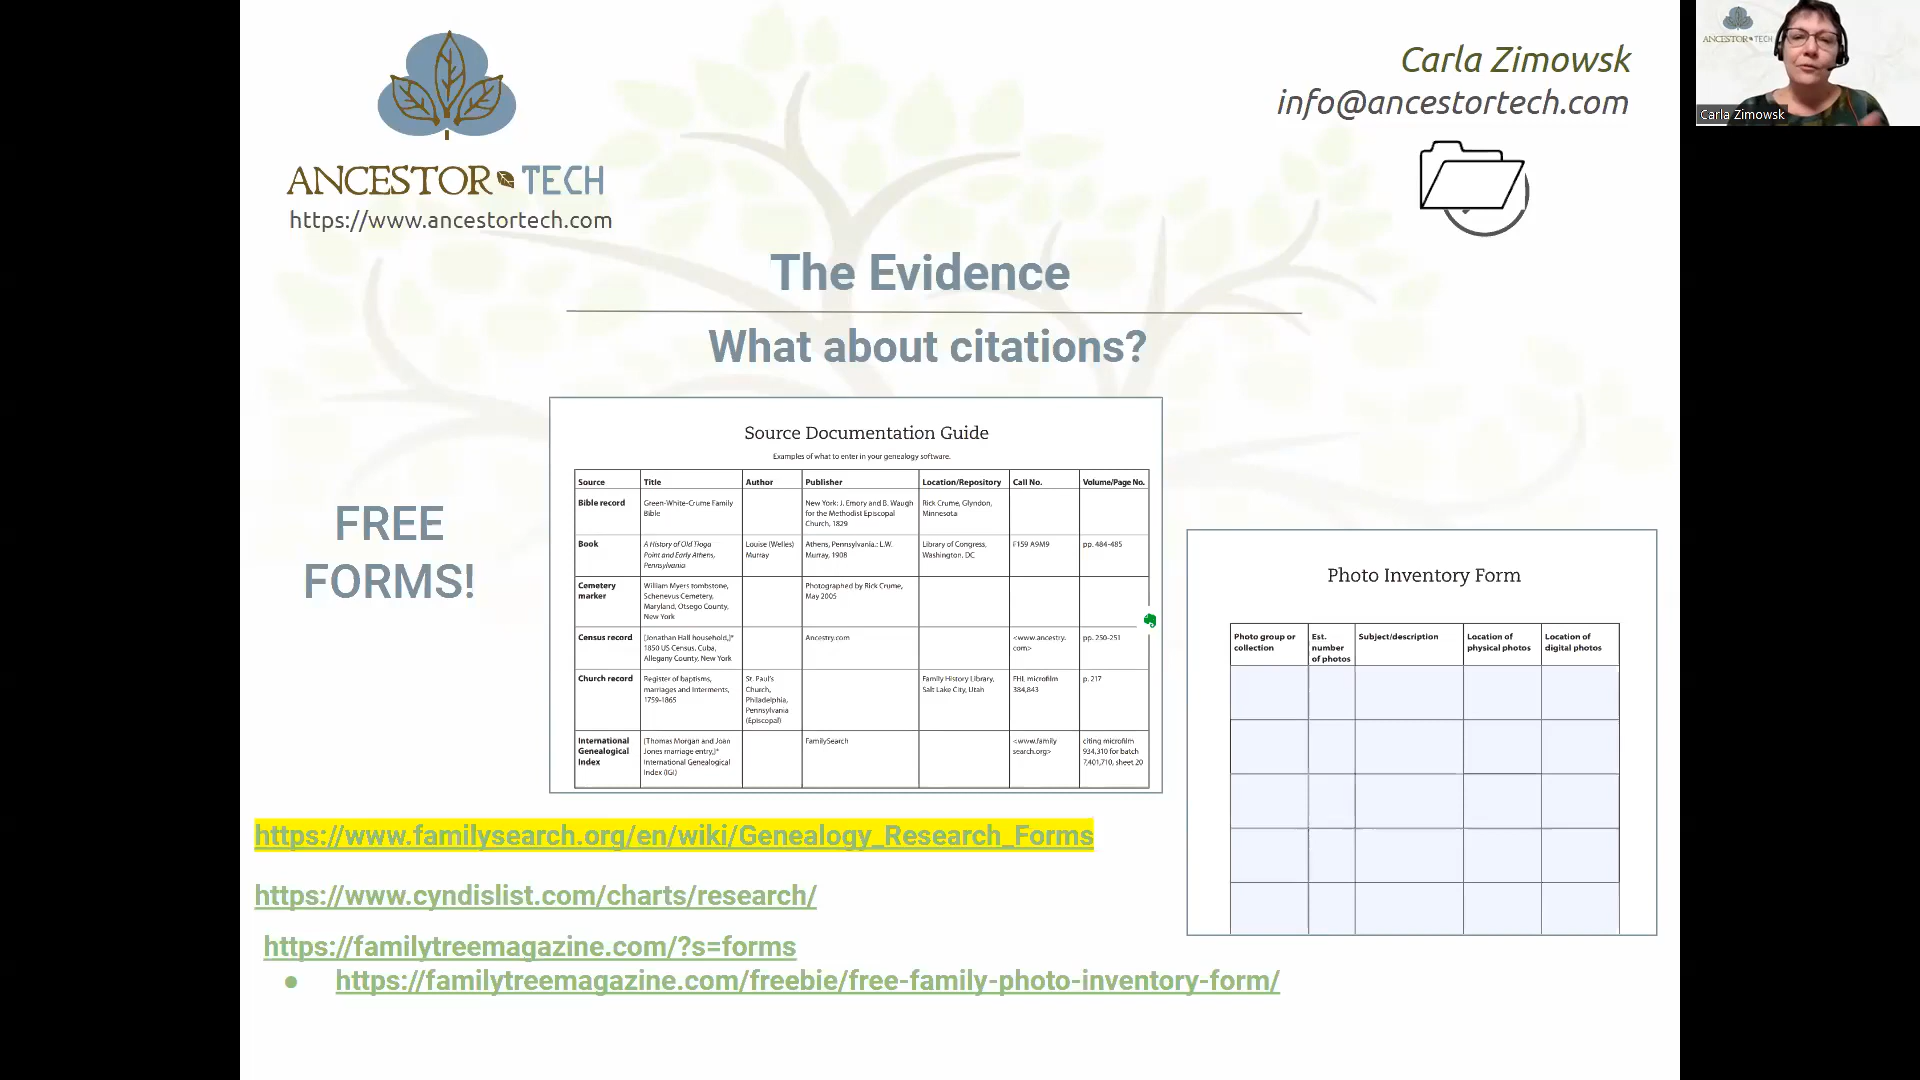 ANCESTOR TECH
https://www.ancestortech.com
Carla Zimowsk
info@ancestortech.com
ANCESTOR TECH
Carla Zimowsk
The Evidence
What about citations?
FREE
FORMS!
Source Documentation Guide
Examples of what to enter in your genealogy software.
Source Title Author Publisher Location/Repository Call No. Volume/Page No.
Bible record Green-White-Crume Family New York: J. Emory and B. Waugh Rick Crume, Glyndon,
Bible for the Methodist Episcopal Minnesota
Church, 1829
Book A History of Old Tioga Louise (Welles) Athens, Pennsylvania.: L.W. Library of Congress, F159 A9M9 pp. 484-485
Point and Early Athens, Murray Murray, 1908 Washington, DC
Pennsylvania
Cemetery William Myers tombstone, Photographed by Rick Crume,
marker Schenevus Cemetery, May 2005
Maryland, Otsego County,
New York
Census record [Jonathan Hall household,]* Ancestry.com <www.ancestry. pp. 250-251
1850 US Census, Cuba, com>
Allegany County, New York
Church record Register of baptisms, St. Paul's Family History Library, FHL microfilm p. 217
marriages and interments, Church, Salt Lake City, Utah 384,843
1759-1865 Philadelphia,
Pennsylvania
(Episcopal)
International [Thomas Morgan and Joan FamilySearch <www.family citing microfilm
Genealogical Jones marriage entry,]* search.org> 934,310 for batch
Index International Genealogical 7,401,710, sheet 20
Index (IGI)
Photo Inventory Form
Photo group or Est. Subject/description Location of Location of
collection number physical photos digital photos
of photos
https://www.familysearch.org/en/wiki/Genealogy_Research_Forms
https://www.cyndislist.com/charts/research/
https://familytreemagazine.com/?s=forms
● https://familytreemagazine.com/freebie/free-family-photo-inventory-form/